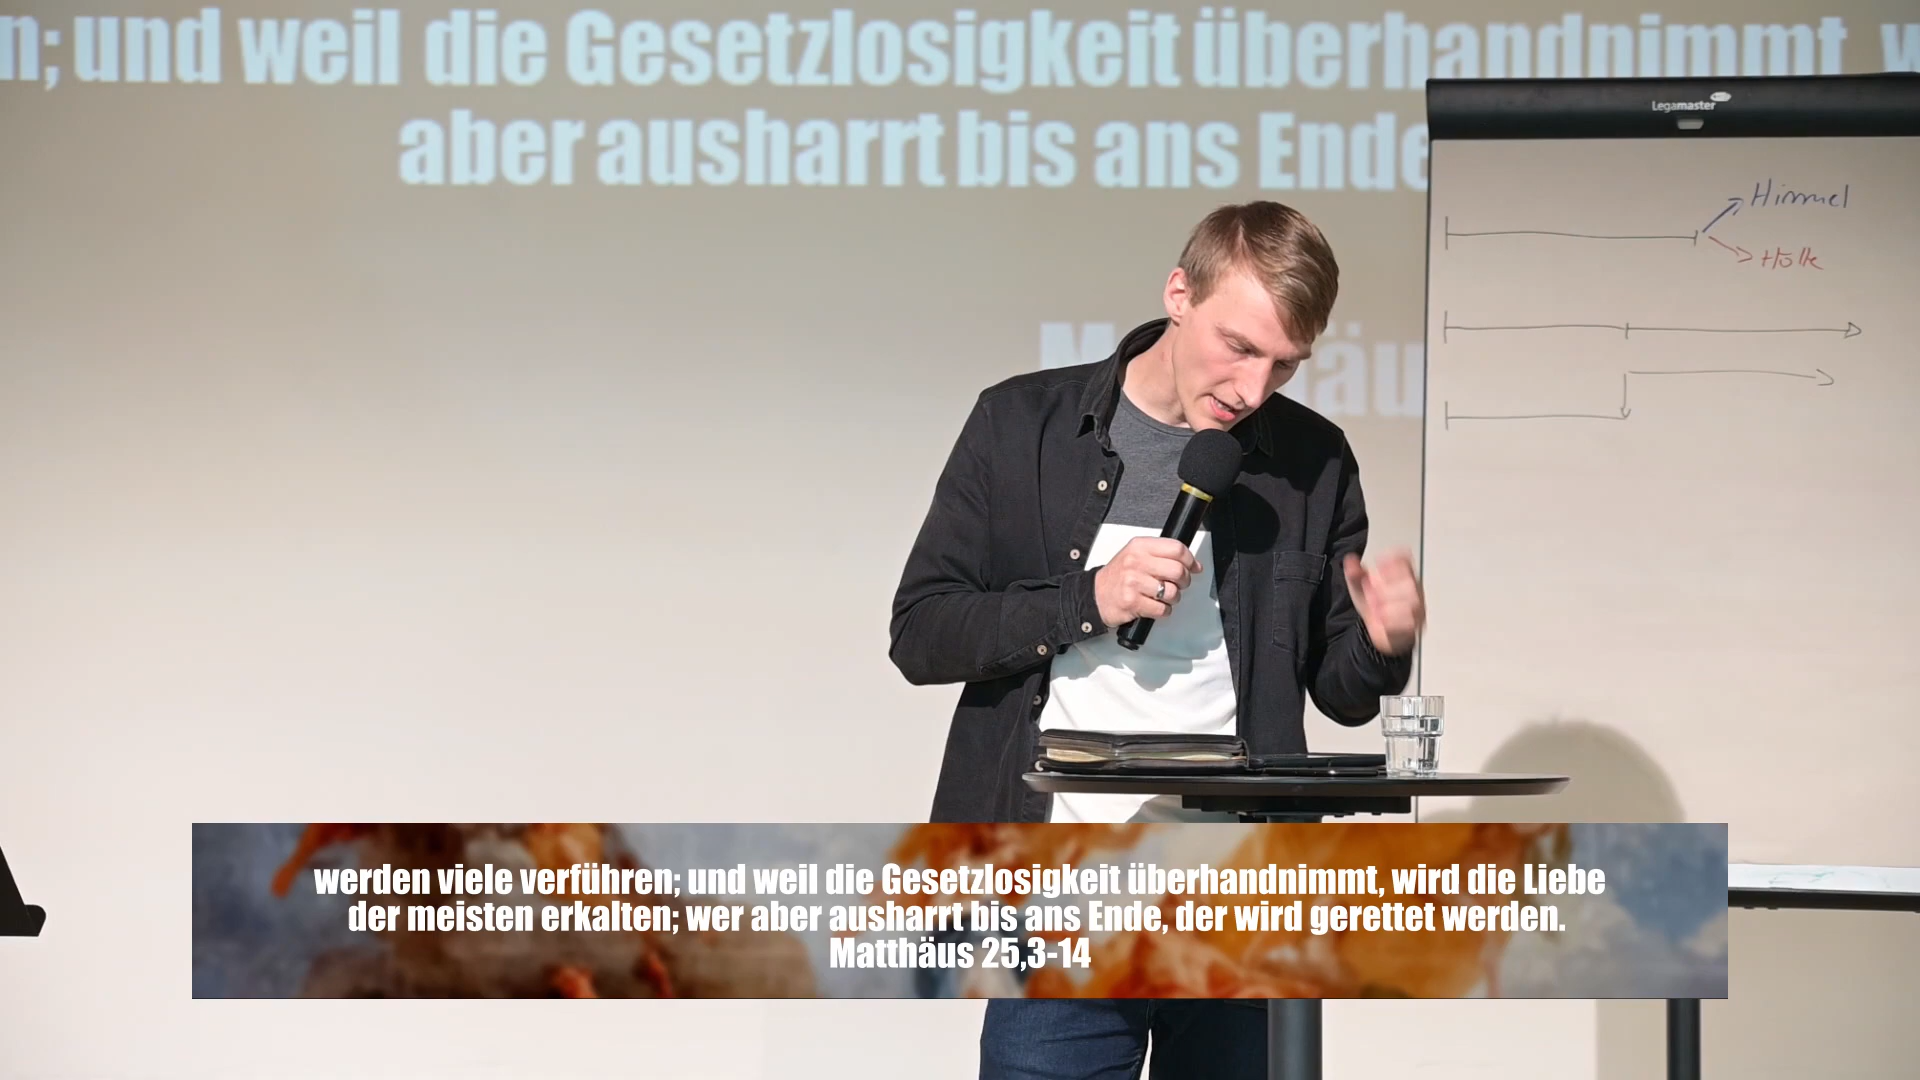 n; und weil die Gesetzlosigkeit überhandnimmt, w
aber ausharrt bis ans Ende
Legamaster
Himmel
Hölle
werden viele verführen; und weil die Gesetzlosigkeit überhandnimmt, wird die Liebe
der meisten erkalten; wer aber ausharrt bis ans Ende, der wird gerettet werden.
Matthäus 25,3-14